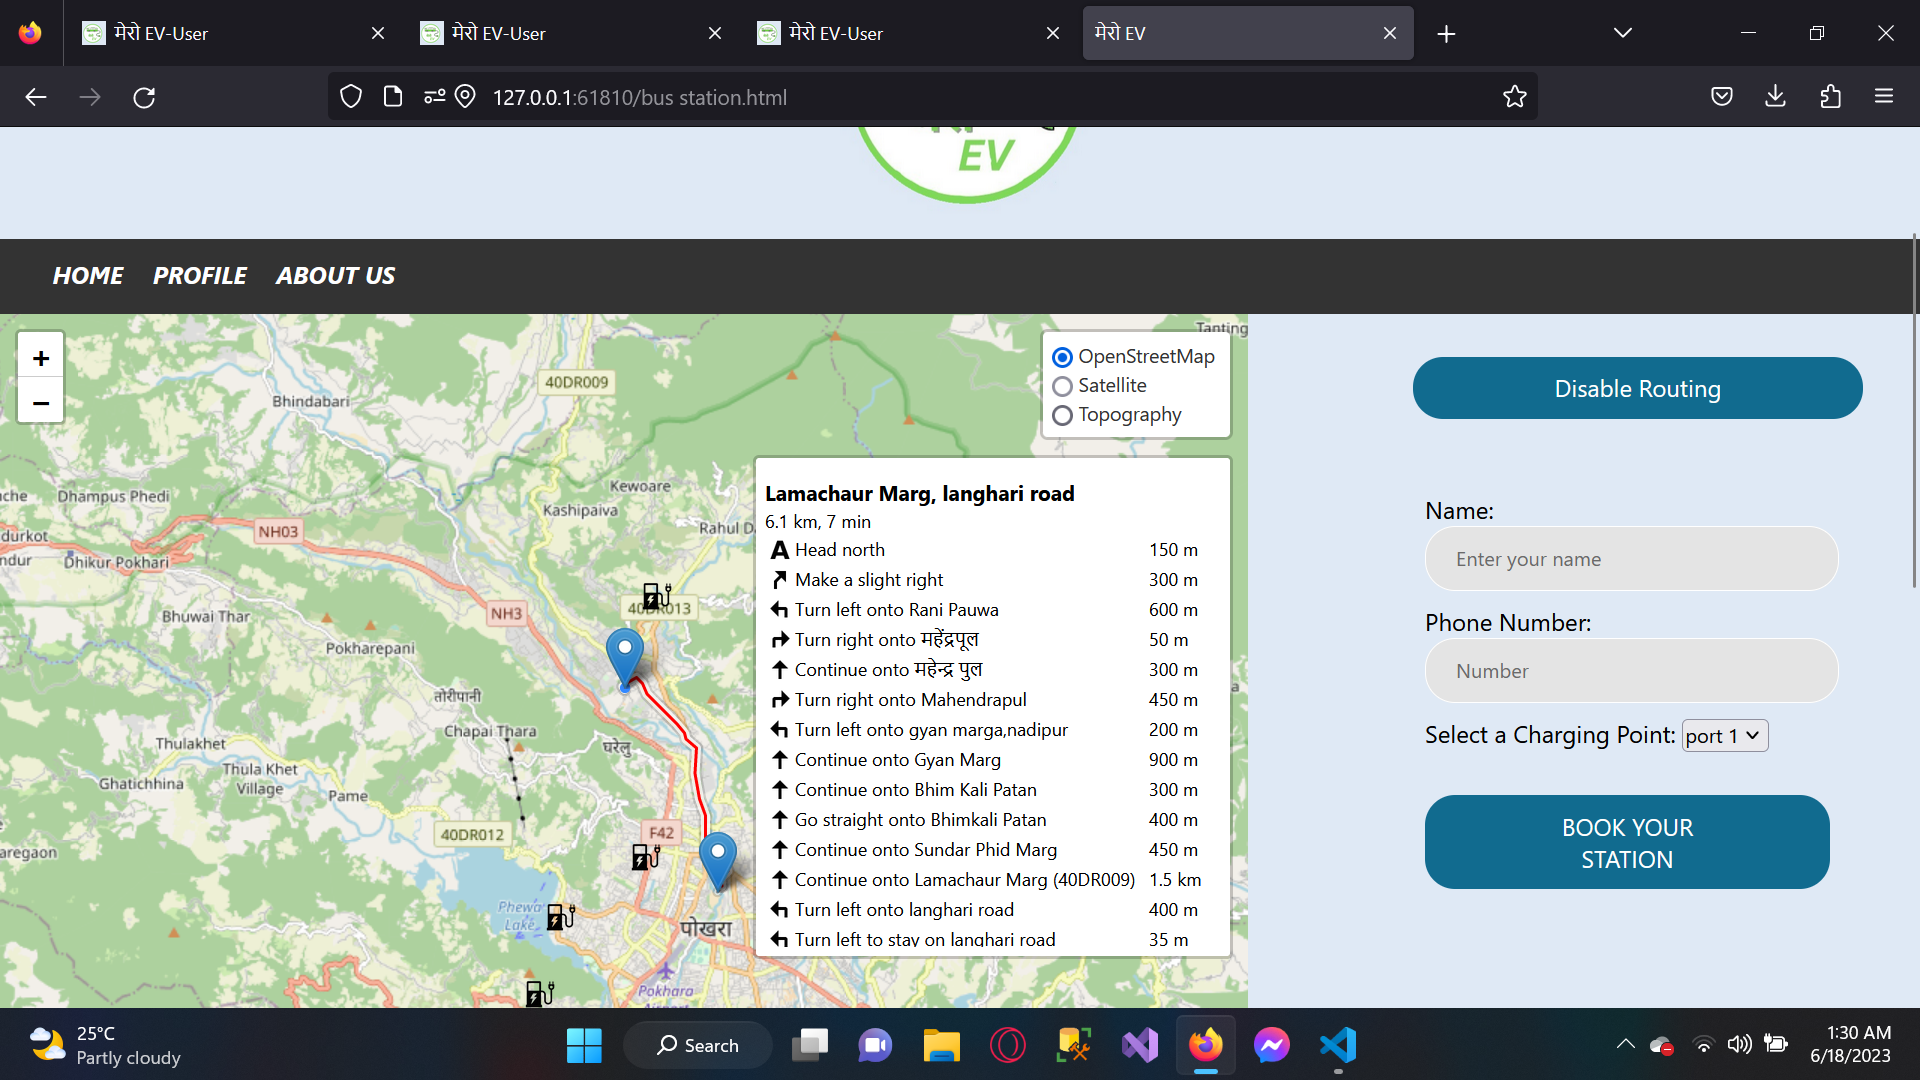 मेरो EV-User
मेरो EV-User
मेरो EV-User
मेरो EV
127.0.0.1:61810/bus station.html
EV
HOME PROFILE ABOUT US
+
−
OpenStreetMap
Satellite
Topography
Tanting
40DR009
Bhindabari
Kewoare
Dhampus Phedi
Kashipaiva
Rahul D
NH03
durkot
Dhikur Pokhari
ndur
Bhuwai Thar
NH3
40DR013
Pokharepani
तोरीपानी
Chapai Thara
घरेलु
Thulakhet
Thula Khet
Village
Ghatichhina
Pame
40DR012
F42
aregaon
Phewa
Lake
पोखरा
Pokhara
Lamachaur Marg, langhari road
6.1 km, 7 min
Head north 150 m
Make a slight right 300 m
Turn left onto Rani Pauwa 600 m
Turn right onto महेंद्रपूल 50 m
Continue onto महेन्द्र पुल 300 m
Turn right onto Mahendrapul 450 m
Turn left onto gyan marga,nadipur 200 m
Continue onto Gyan Marg 900 m
Continue onto Bhim Kali Patan 300 m
Go straight onto Bhimkali Patan 400 m
Continue onto Sundar Phid Marg 450 m
Continue onto Lamachaur Marg (40DR009) 1.5 km
Turn left onto langhari road 400 m
Turn left to stay on langhari road 35 m
Disable Routing
Name:
Enter your name
Phone Number:
Number
Select a Charging Point: port 1
BOOK YOUR
STATION
25°C
Partly cloudy
Search
1:30 AM
6/18/2023